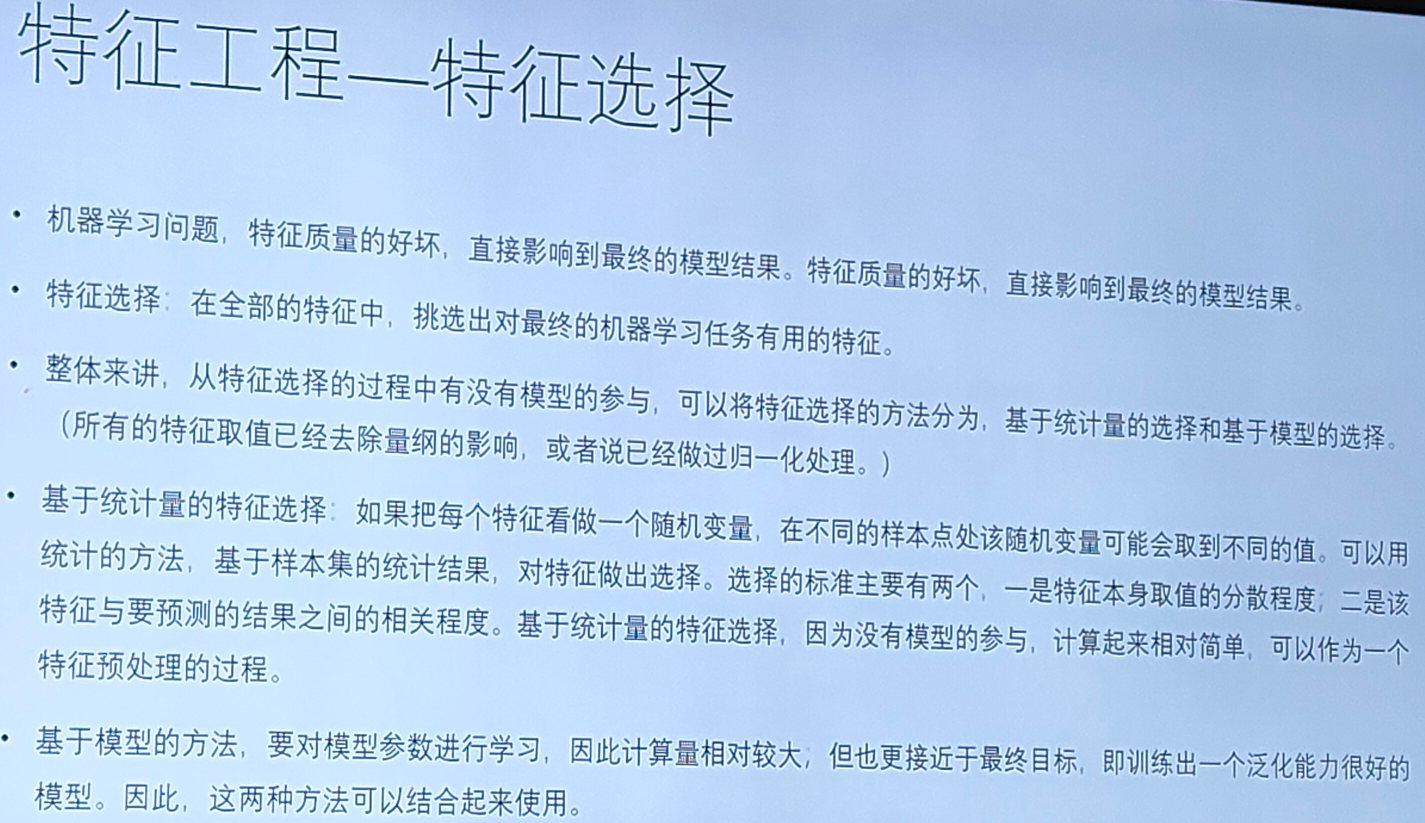 特征工程—特征选择
• 机器学习问题，特征质量的好坏，直接影响到最终的模型结果。特征质量的好坏，直接影响到最终的模型结果。
• 特征选择：在全部的特征中，挑选出对最终的机器学习任务有用的特征。
• 整体来讲，从特征选择的过程中有没有模型的参与，可以将特征选择的方法分为，基于统计量的选择和基于模型的选择。
（所有的特征取值已经去除量纲的影响，或者说已经做过归一化处理。）
• 基于统计量的特征选择：如果把每个特征看做一个随机变量，在不同的样本点处该随机变量可能会取到不同的值。可以用
统计的方法，基于样本集的统计结果，对特征做出选择。选择的标准主要有两个，一是特征本身取值的分散程度；二是该
特征与要预测的结果之间的相关程度。基于统计量的特征选择，因为没有模型的参与，计算起来相对简单，可以作为一个
特征预处理的过程。
• 基于模型的方法，要对模型参数进行学习，因此计算量相对较大；但也更接近于最终目标，即训练出一个泛化能力很好的
模型。因此，这两种方法可以结合起来使用。